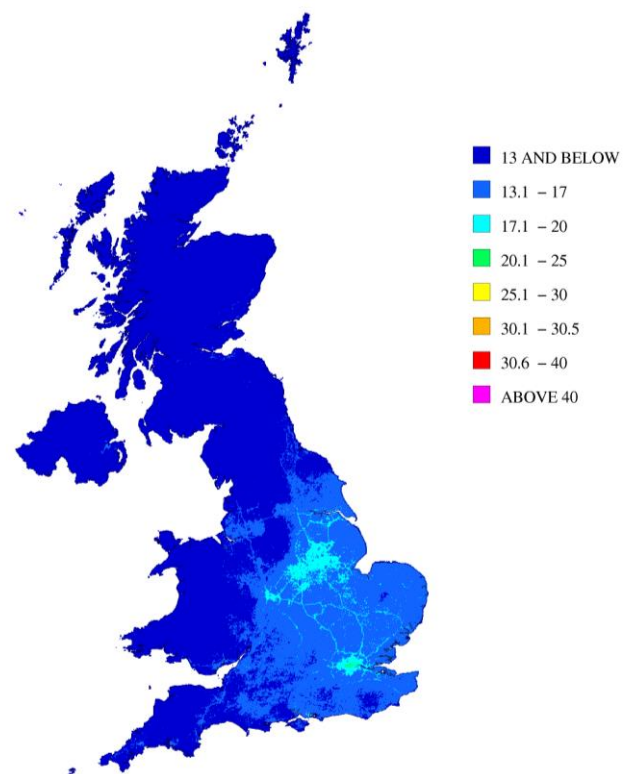 13 AND BELOW
13.1 – 17
17.1 – 20
20.1 – 25
25.1 – 30
30.1 – 30.5
30.6 – 40
ABOVE 40